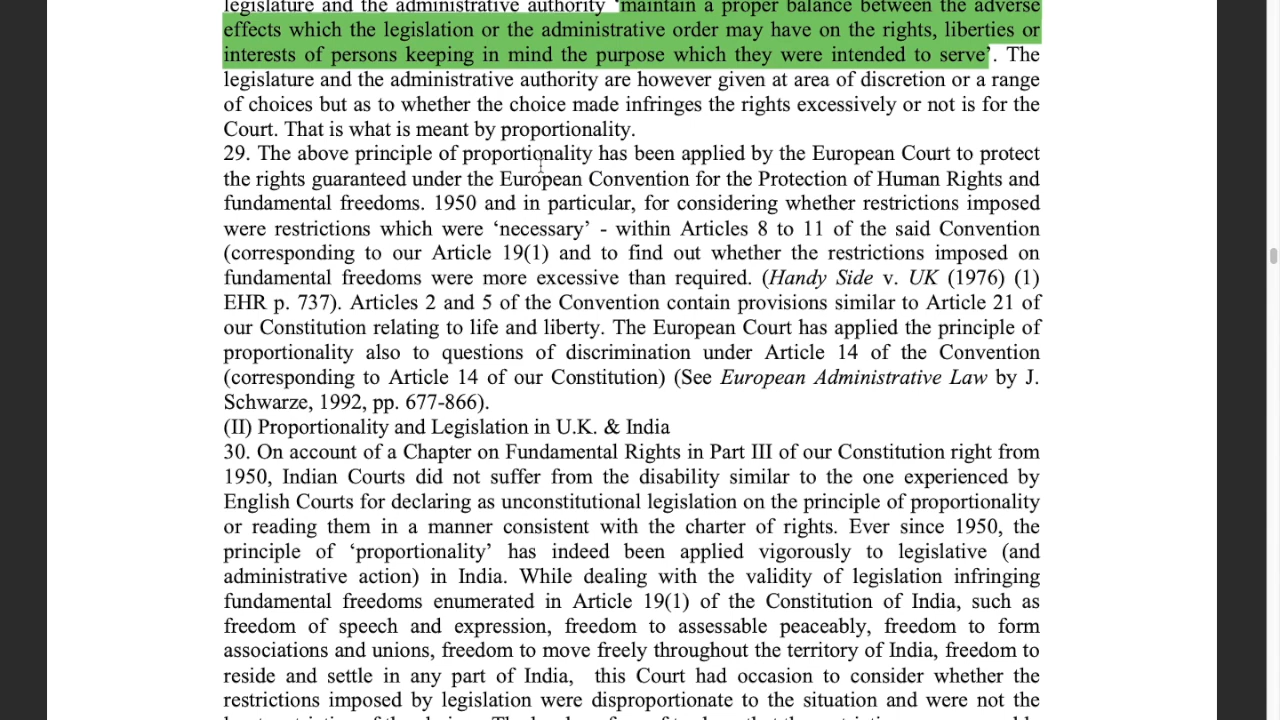 legislature and the administrative authority 'maintain a proper balance between the adverse
effects which the legislation or the administrative order may have on the rights, liberties or
interests of persons keeping in mind the purpose which they were intended to serve'. The
legislature and the administrative authority are however given at area of discretion or a range
of choices but as to whether the choice made infringes the rights excessively or not is for the
Court. That is what is meant by proportionality.
29. The above principle of proportionality has been applied by the European Court to protect
the rights guaranteed under the European Convention for the Protection of Human Rights and
fundamental freedoms. 1950 and in particular, for considering whether restrictions imposed
were restrictions which were ‘necessary’ - within Articles 8 to 11 of the said Convention
(corresponding to our Article 19(1) and to find out whether the restrictions imposed on
fundamental freedoms were more excessive than required. (Handy Side v. UK (1976) (1)
EHR p. 737). Articles 2 and 5 of the Convention contain provisions similar to Article 21 of
our Constitution relating to life and liberty. The European Court has applied the principle of
proportionality also to questions of discrimination under Article 14 of the Convention
(corresponding to Article 14 of our Constitution) (See European Administrative Law by J.
Schwarze, 1992, pp. 677-866).
(II) Proportionality and Legislation in U.K. & India
30. On account of a Chapter on Fundamental Rights in Part III of our Constitution right from
1950, Indian Courts did not suffer from the disability similar to the one experienced by
English Courts for declaring as unconstitutional legislation on the principle of proportionality
or reading them in a manner consistent with the charter of rights. Ever since 1950, the
principle of ‘proportionality’ has indeed been applied vigorously to legislative (and
administrative action) in India. While dealing with the validity of legislation infringing
fundamental freedoms enumerated in Article 19(1) of the Constitution of India, such as
freedom of speech and expression, freedom to assessable peaceably, freedom to form
associations and unions, freedom to move freely throughout the territory of India, freedom to
reside and settle in any part of India, this Court had occasion to consider whether the
restrictions imposed by legislation were disproportionate to the situation and were not the